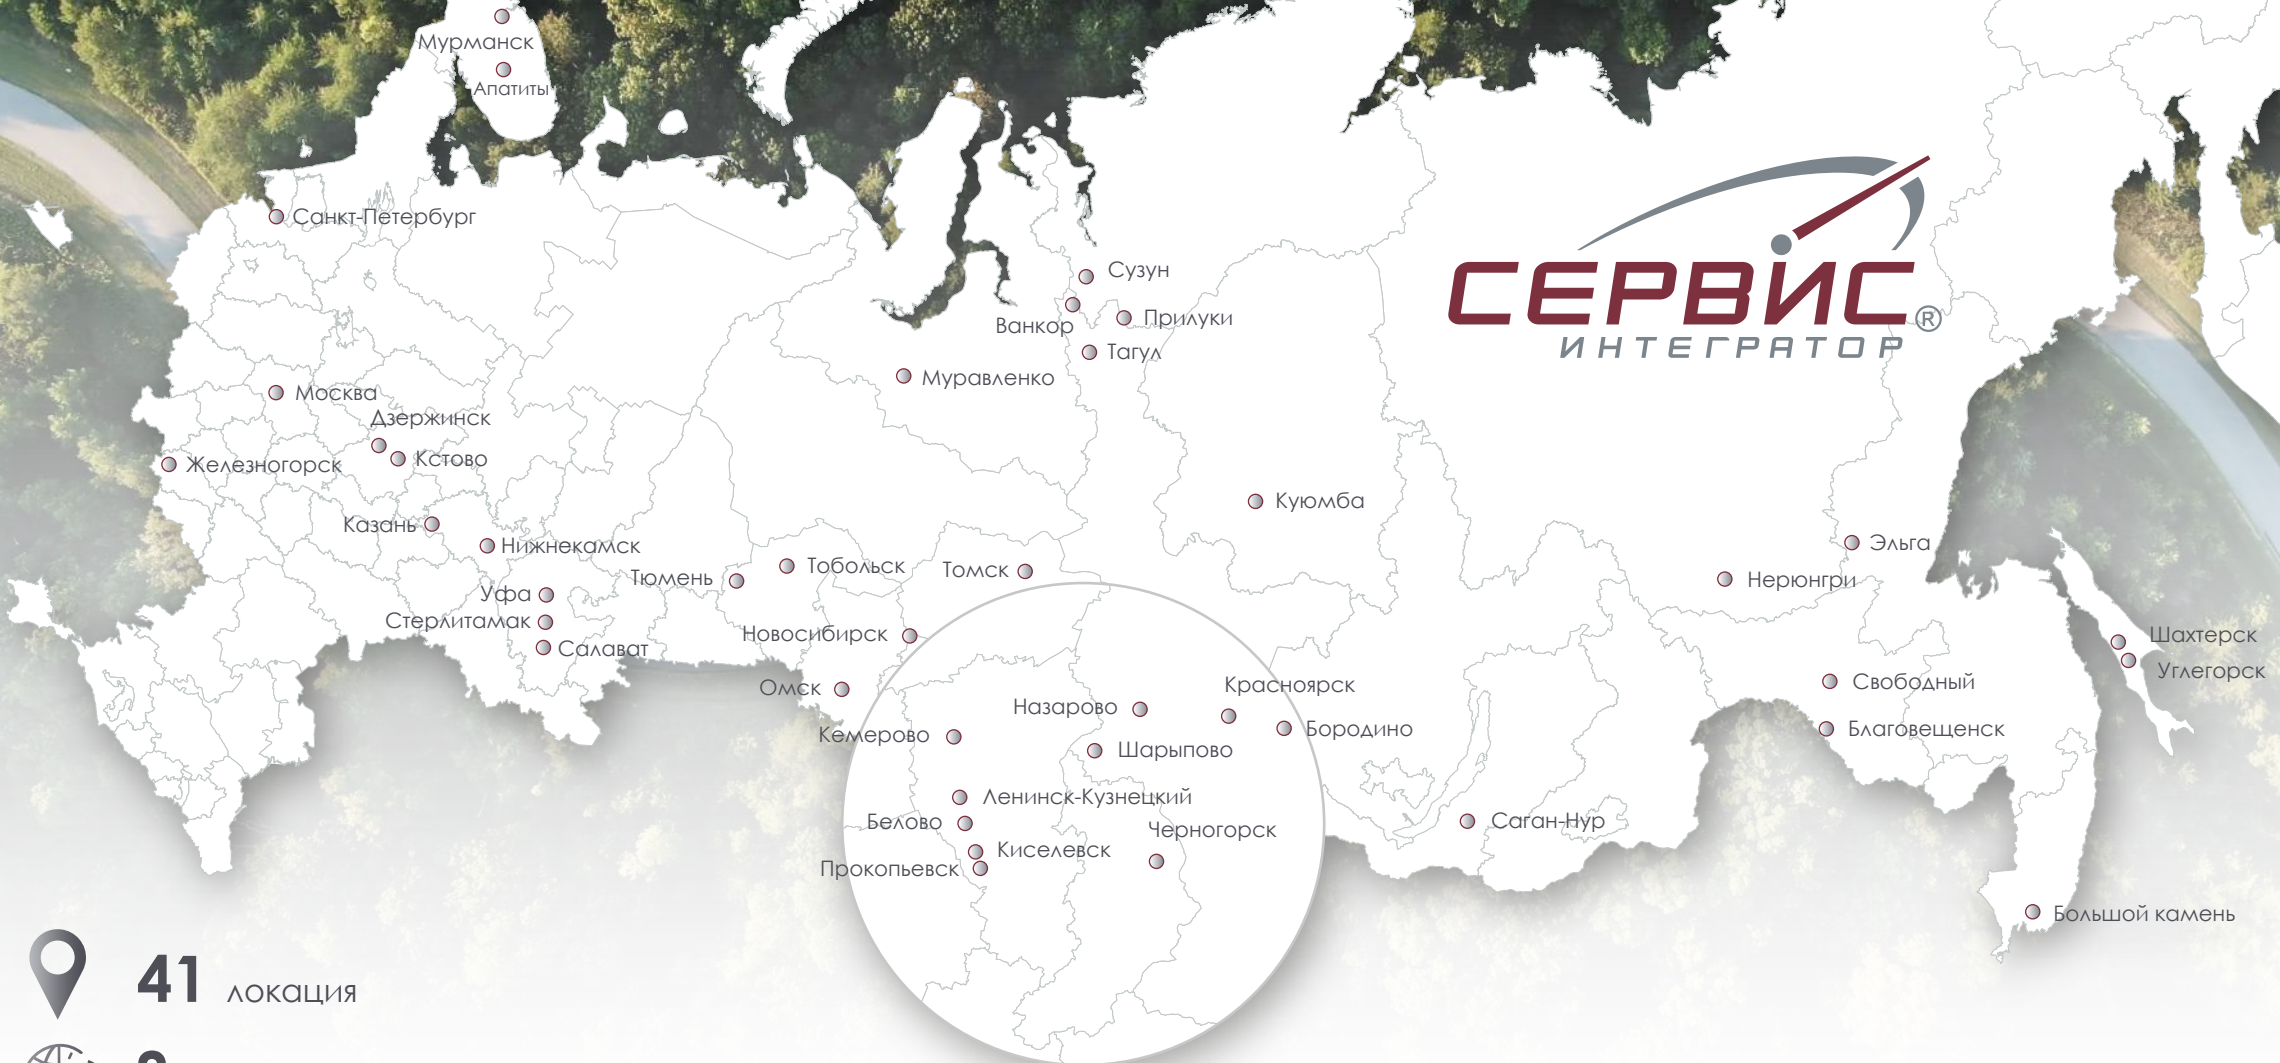 Мурманск
Апатиты
Санкт-Петербург
СЕРВИС®
ИНТЕГРАТОР
Сузун
Ванкор
Прилуки
Тагул
Муравленко
Москва
Дзержинск
Кстово
Железногорск
Куюмба
Казань
Нижнекамск
Эльга
Тобольск
Томск
Тюмень
Нерюнгри
Уфа
Стерлитамак
Салават
Новосибирск
Шахтерск
Углегорск
Омск
Красноярск
Свободный
Назарово
Бородино
Благовещенск
Кемерово
Шарыпово
Ленинск-Кузнецкий
Белово
Черногорск
Саган-Нур
Киселевск
Прокопьевск
Большой камень
41 локация